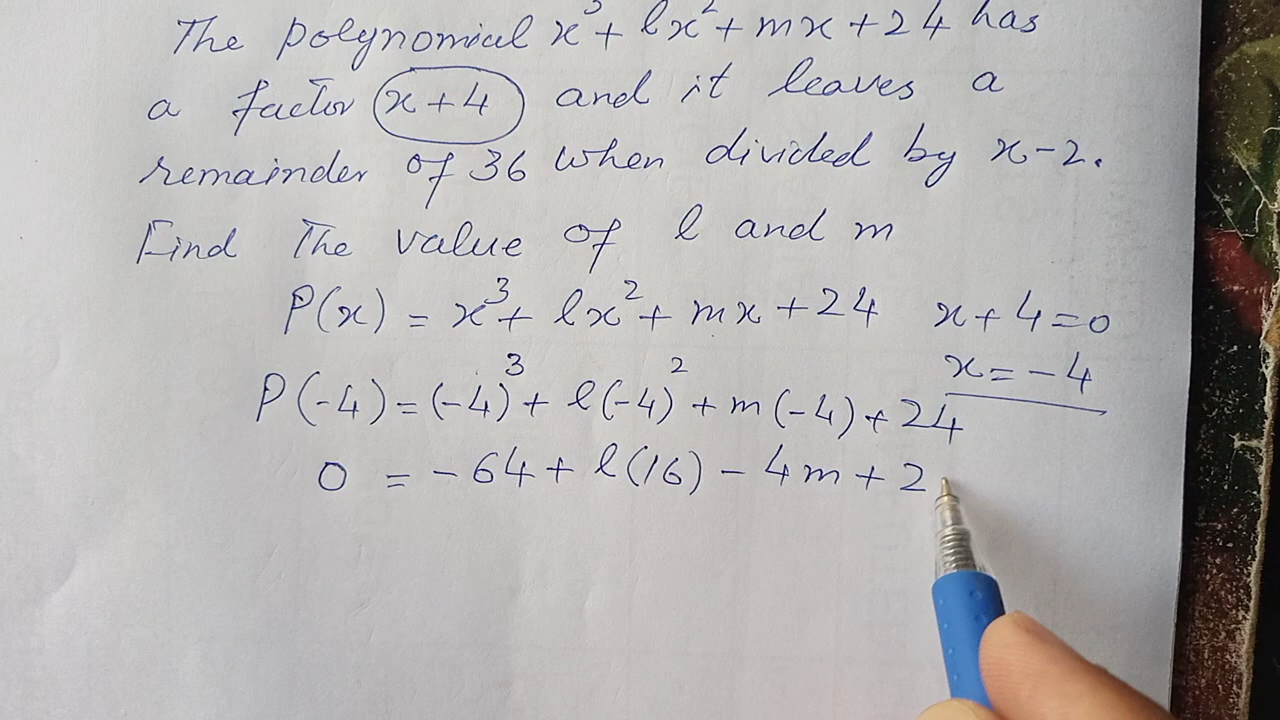 The polynomial x³ + lx² + mx + 24 has
a factor x + 4 and it leaves a
remainder of 36 when divided by x - 2.
Find The value of l and m
P(x) = x³ + lx² + mx + 24 x + 4 = 0
x = - 4
P(-4) = (-4)³ + l(-4)² + m(-4) + 24
0 = - 64 + l(16) - 4m + 2